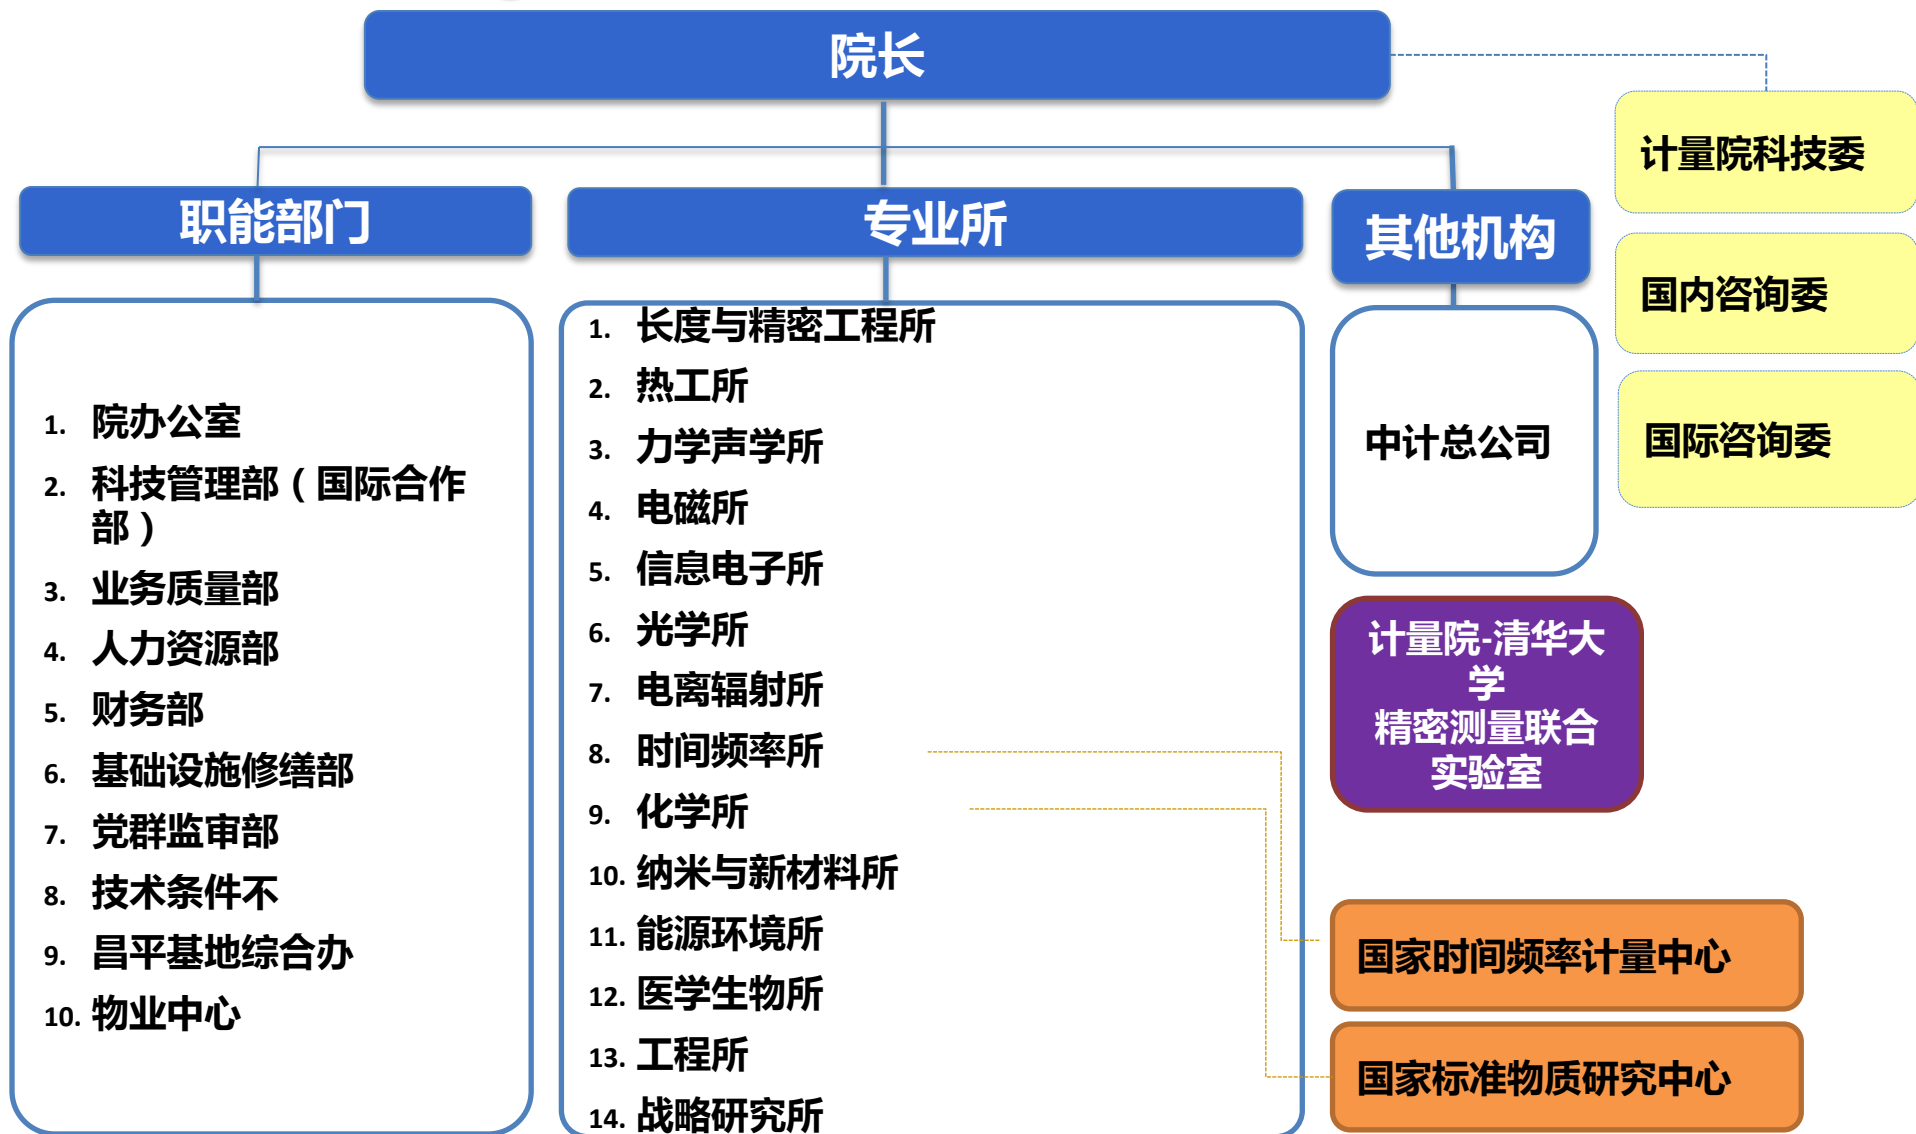 院长
计量院科技委
国内咨询委
国际咨询委
职能部门
1. 院办公室
2. 科技管理部（国际合作
部）
3. 业务质量部
4. 人力资源部
5. 财务部
6. 基础设施修缮部
7. 党群监审部
8. 技术条件不
9. 昌平基地综合办
10. 物业中心
专业所
1. 长度与精密工程所
2. 热工所
3. 力学声学所
4. 电磁所
5. 信息电子所
6. 光学所
7. 电离辐射所
8. 时间频率所
9. 化学所
10. 纳米与新材料所
11. 能源环境所
12. 医学生物所
13. 工程所
14. 战略研究所
其他机构
中计总公司
计量院-清华大
学
精密测量联合
实验室
国家时间频率计量中心
国家标准物质研究中心